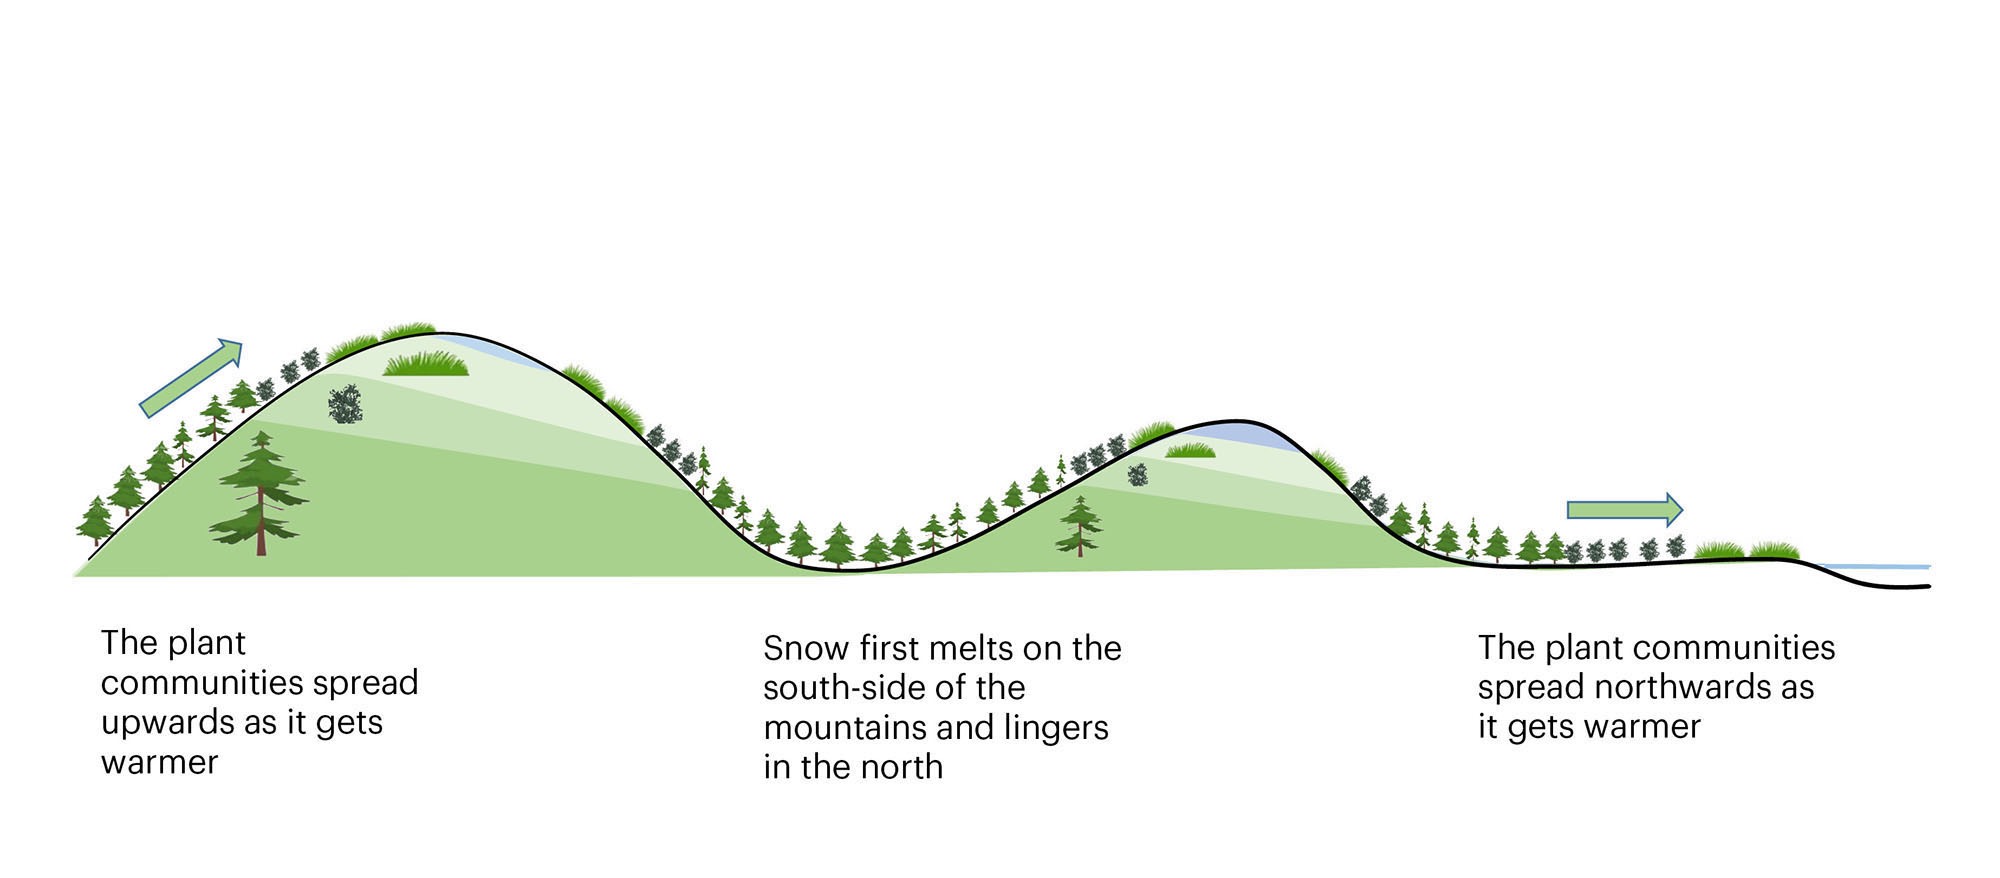 The plant
communities spread
upwards as it gets
warmer
Snow first melts on the
south-side of the
mountains and lingers
in the north
The plant communities
spread northwards as
it gets warmer